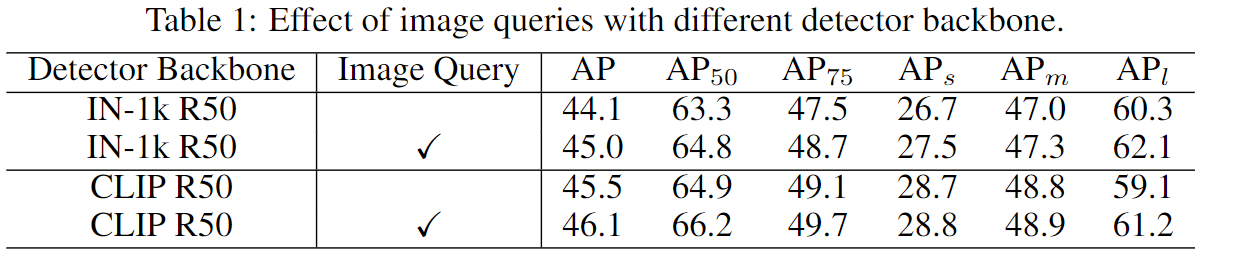 Table 1: Effect of image queries with different detector backbone.
Detector Backbone Image Query AP AP50 AP75 APs APm APl
IN-1k R50 44.1 63.3 47.5 26.7 47.0 60.3
IN-1k R50 ✓ 45.0 64.8 48.7 27.5 47.3 62.1
CLIP R50 45.5 64.9 49.1 28.7 48.8 59.1
CLIP R50 ✓ 46.1 66.2 49.7 28.8 48.9 61.2